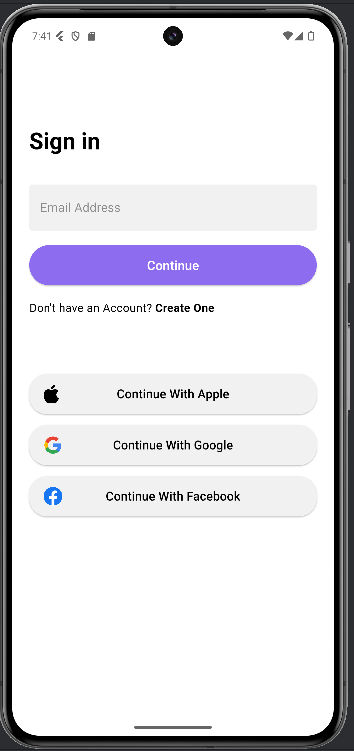 7:41
Sign in
Email Address
Continue
Don't have an Account? Create One
Continue With Apple
Continue With Google
Continue With Facebook